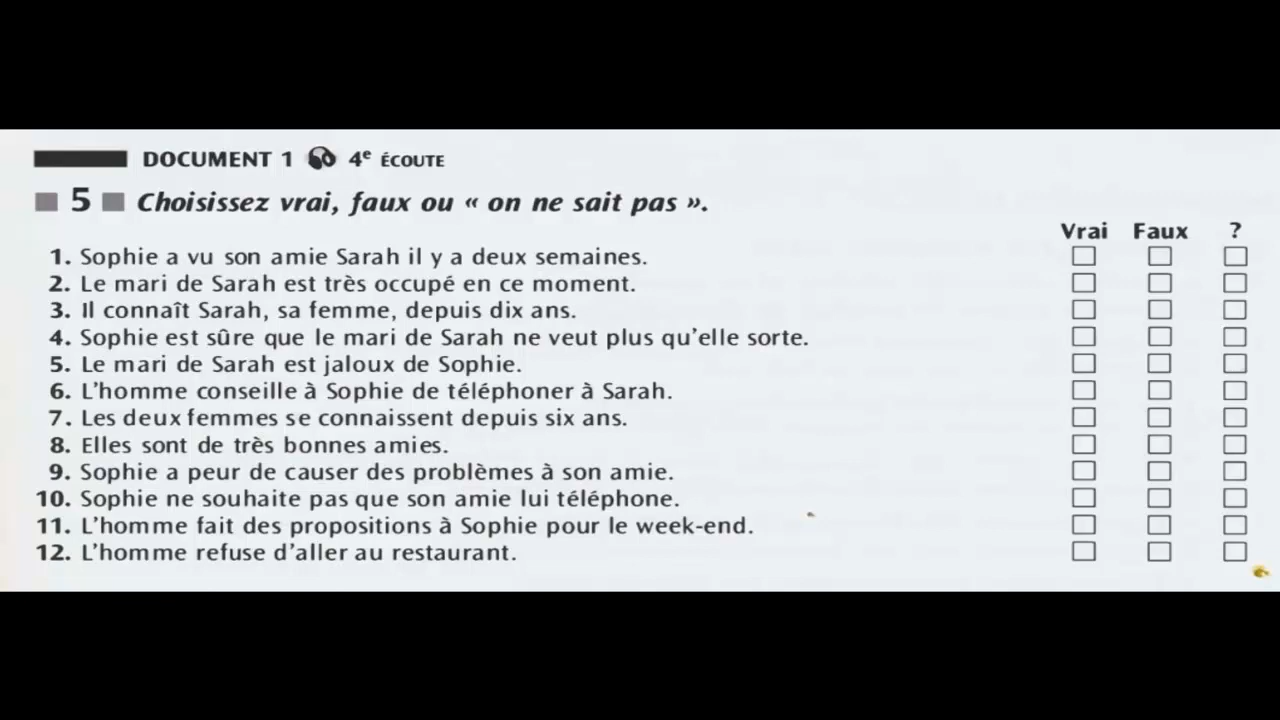 DOCUMENT 1 4e ÉCOUTE
5 Choisissez vrai, faux ou « on ne sait pas ».
Vrai Faux ?
1. Sophie a vu son amie Sarah il y a deux semaines.
2. Le mari de Sarah est très occupé en ce moment.
3. Il connaît Sarah, sa femme, depuis dix ans.
4. Sophie est sûre que le mari de Sarah ne veut plus qu'elle sorte.
5. Le mari de Sarah est jaloux de Sophie.
6. L'homme conseille à Sophie de téléphoner à Sarah.
7. Les deux femmes se connaissent depuis six ans.
8. Elles sont de très bonnes amies.
9. Sophie a peur de causer des problèmes à son amie.
10. Sophie ne souhaite pas que son amie lui téléphone.
11. L'homme fait des propositions à Sophie pour le week-end.
12. L'homme refuse d'aller au restaurant.